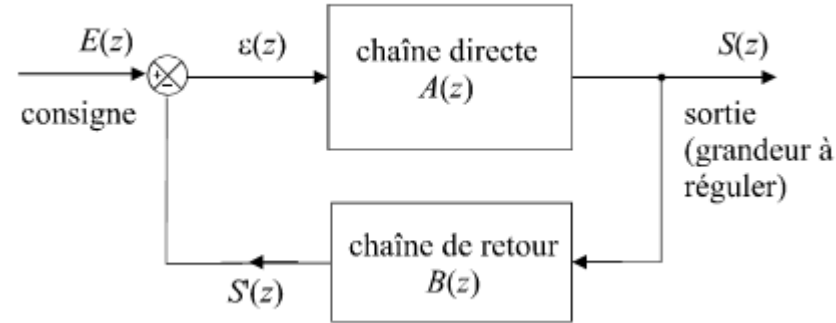 E(z)
ε(z)
S(z)
consigne
+
−
chaîne directe
A(z)
sortie
(grandeur à
réguler)
chaîne de retour
B(z)
S'(z)